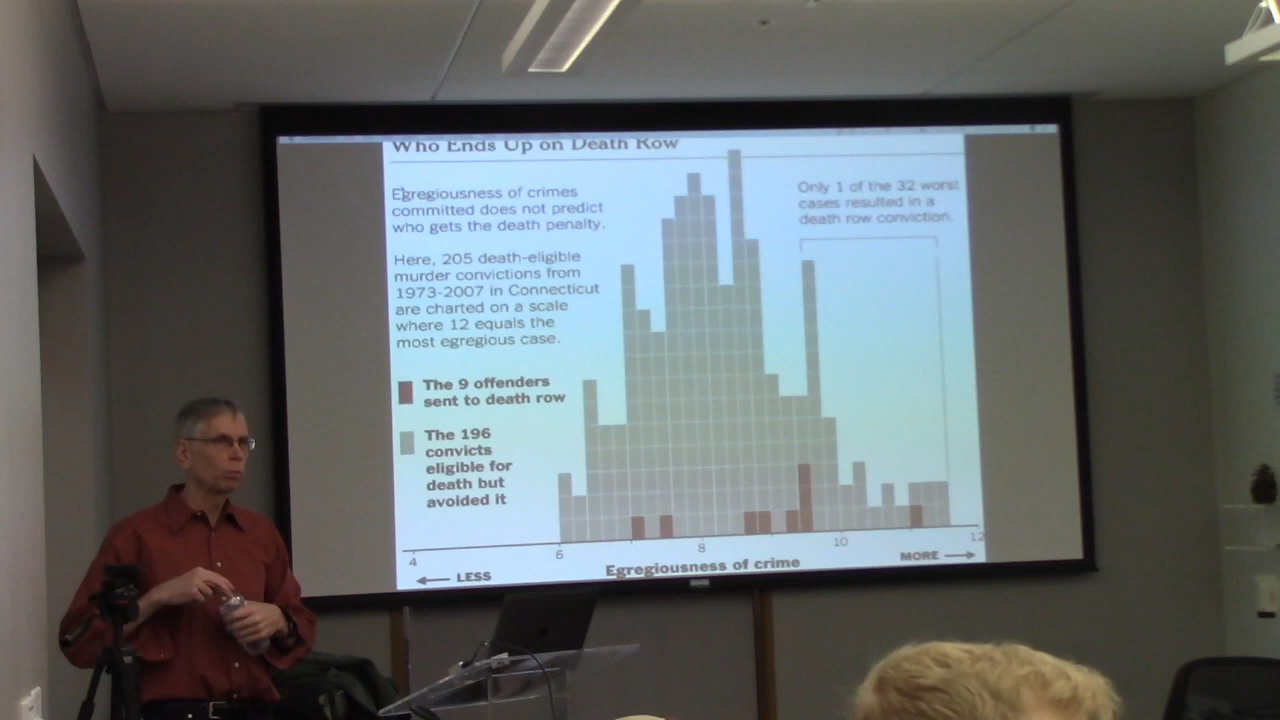 Who Ends Up on Death Row
Egregiousness of crimes
committed does not predict
who gets the death penalty.
Here, 205 death-eligible
murder convictions from
1973-2007 in Connecticut
are charted on a scale
where 12 equals the
most egregious case.
The 9 offenders
sent to death row
The 196
convicts
eligible for
death but
avoided it
Only 1 of the 32 worst
cases resulted in a
death row conviction.
4 6 8 10 12
LESS Egregiousness of crime MORE